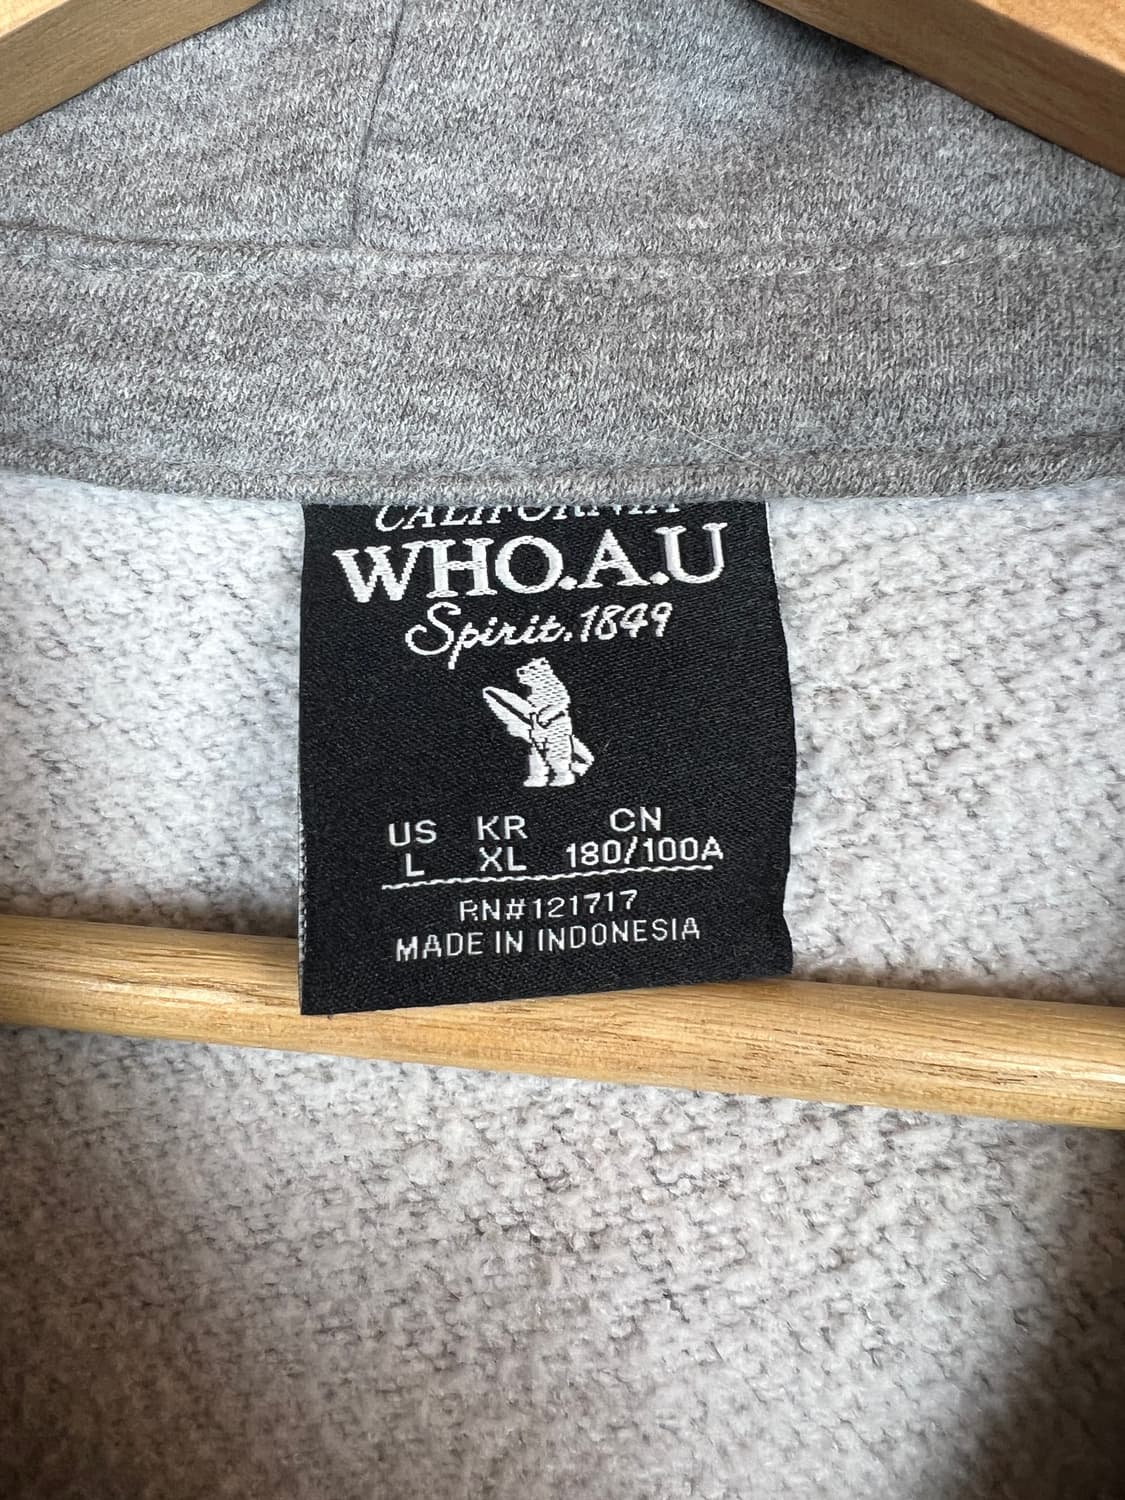 CALIFORNIA
WHO.A.U
Spirit.1849
US KR CN
L XL 180/100A
RN#121717
MADE IN INDONESIA